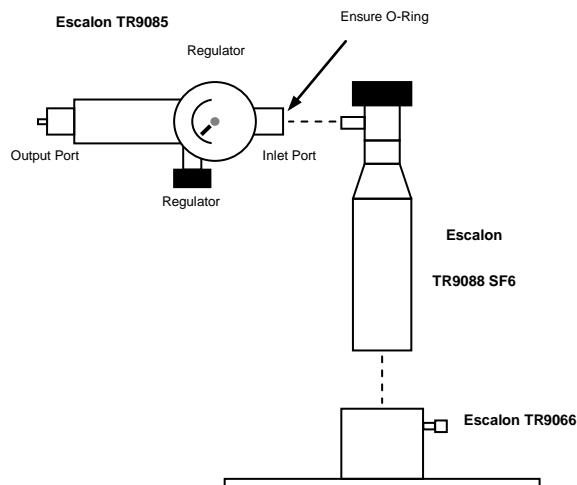 Ensure O-Ring
Escalon TR9085
Regulator
Output Port
Inlet Port
Regulator
Escalon
TR9088 SF6
Escalon TR9066